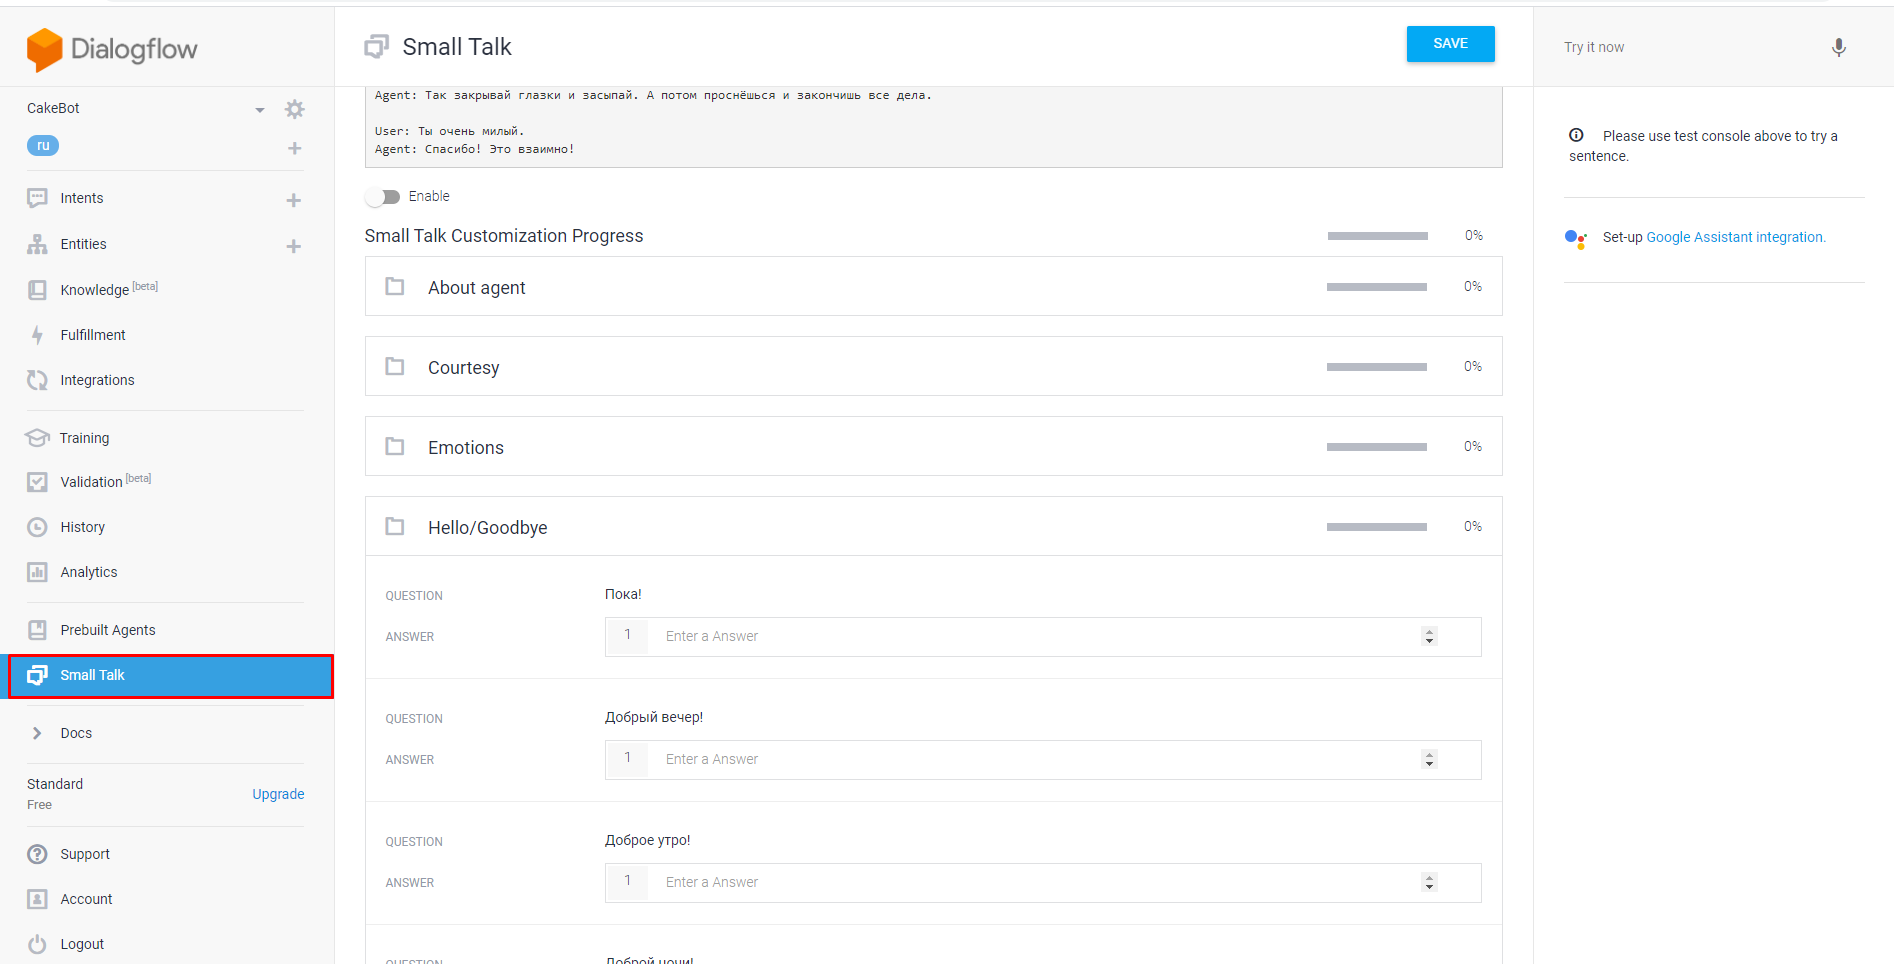 Dialogflow
CakeBot
ru
Intents
Entities
Knowledge [beta]
Fulfillment
Integrations
Training
Validation [beta]
History
Analytics
Prebuilt Agents
Small Talk
Docs
Standard
Free
Upgrade
Support
Account
Logout
Small Talk
SAVE
Agent: Так закрывай глазки и засыпай. А потом проснёшься и закончишь все дела.
User: Ты очень милый.
Agent: Спасибо! Это взаимно!
Enable
Small Talk Customization Progress 0%
About agent 0%
Courtesy 0%
Emotions 0%
Hello/Goodbye 0%
QUESTION Пока!
ANSWER 1 Enter a Answer
QUESTION Добрый вечер!
ANSWER 1 Enter a Answer
QUESTION Доброе утро!
ANSWER 1 Enter a Answer
QUESTION Доброй ночи!
Try it now
Please use test console above to try a
sentence.
Set-up Google Assistant integration.